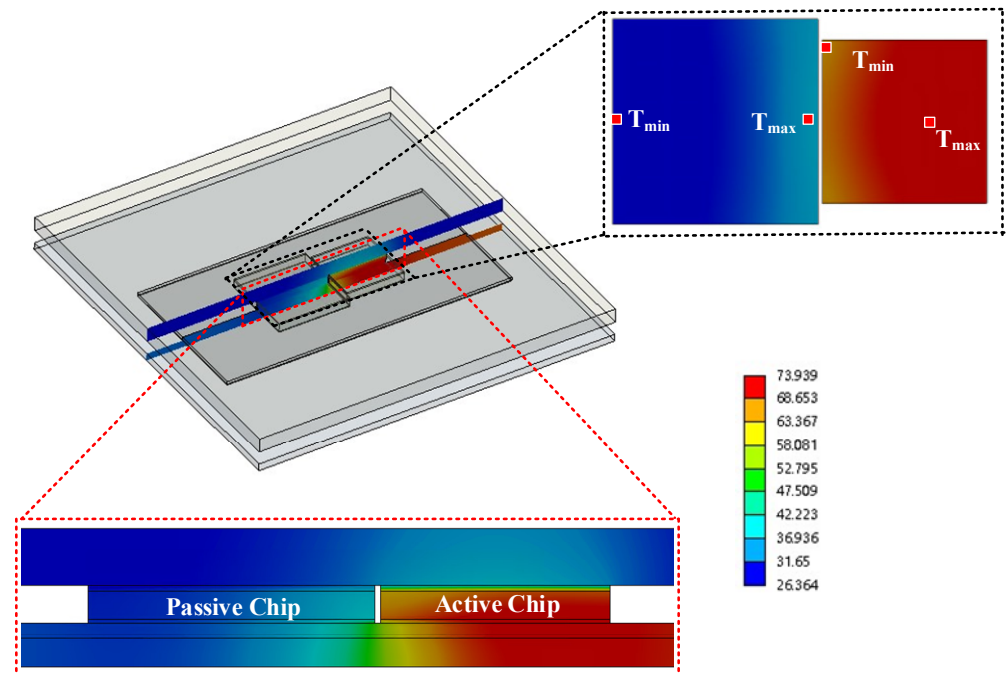 Tmin
Tmin
Tmax
Tmax
73.939
68.653
63.367
58.081
52.795
47.509
42.223
36.936
31.65
26.364
Passive Chip
Active Chip